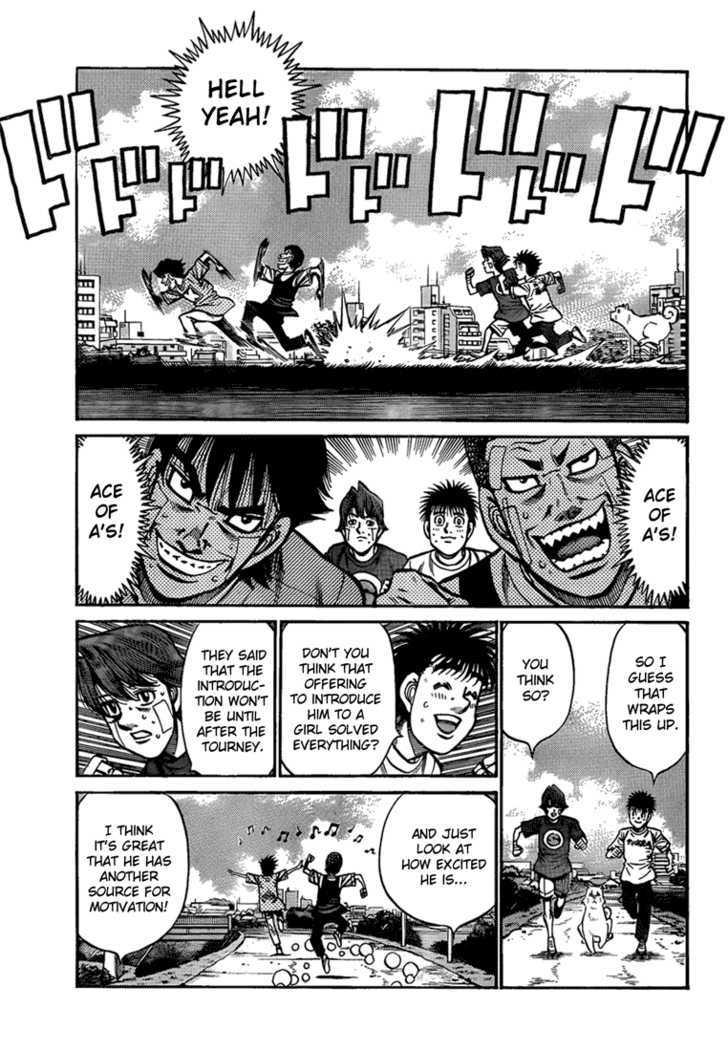 HELL
YEAH!
ドドドドドドド
ACE
OF
A'S!
ACE
OF
A'S!
SO I
GUESS
THAT
WRAPS
THIS UP.
YOU
THINK
SO?
DON'T YOU
THINK THAT
OFFERING
TO
INTRODUCE
HIM TO
A GIRL SOLVED
EVERYTHING?
THEY SAID
THAT THE
INTRODUC-
TION WON'T
BE UNTIL
AFTER THE
TOURNEY.
AND JUST
LOOK AT
HOW EXCITED
HE IS...
I THINK
IT'S GREAT
THAT HE HAS
ANOTHER
SOURCE FOR
MOTIVATION!